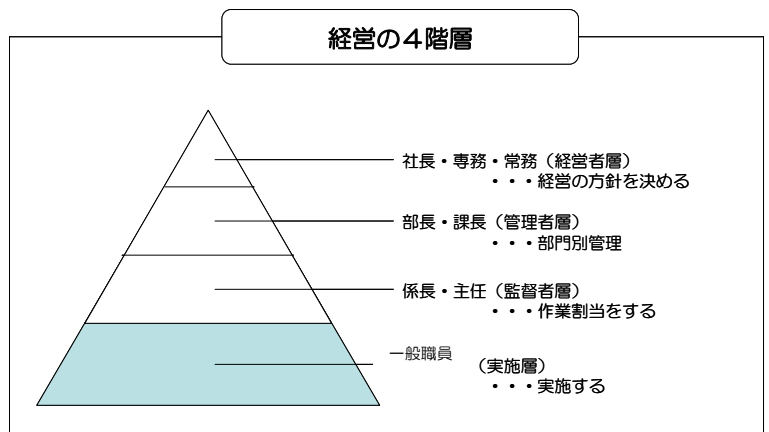 経営の４階層
社長・専務・常務（経営者層）
・・・経営の方針を決める
部長・課長（管理者層）
・・・部門別管理
係長・主任（監督者層）
・・・作業割当をする
一般職員
（実施層）
・・・実施する